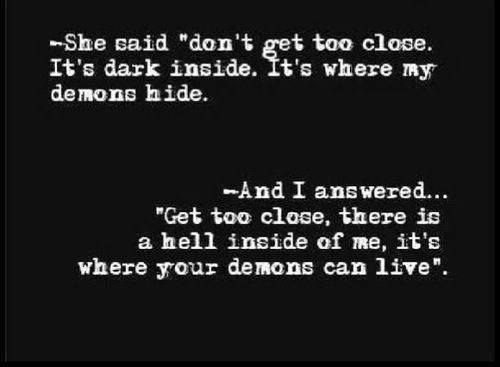 ~She said "don't get too close.
It's dark inside. It's where my
demons hide.
~And I answered...
"Get too close, there is
a hell inside of me, it's
where your demons can live".